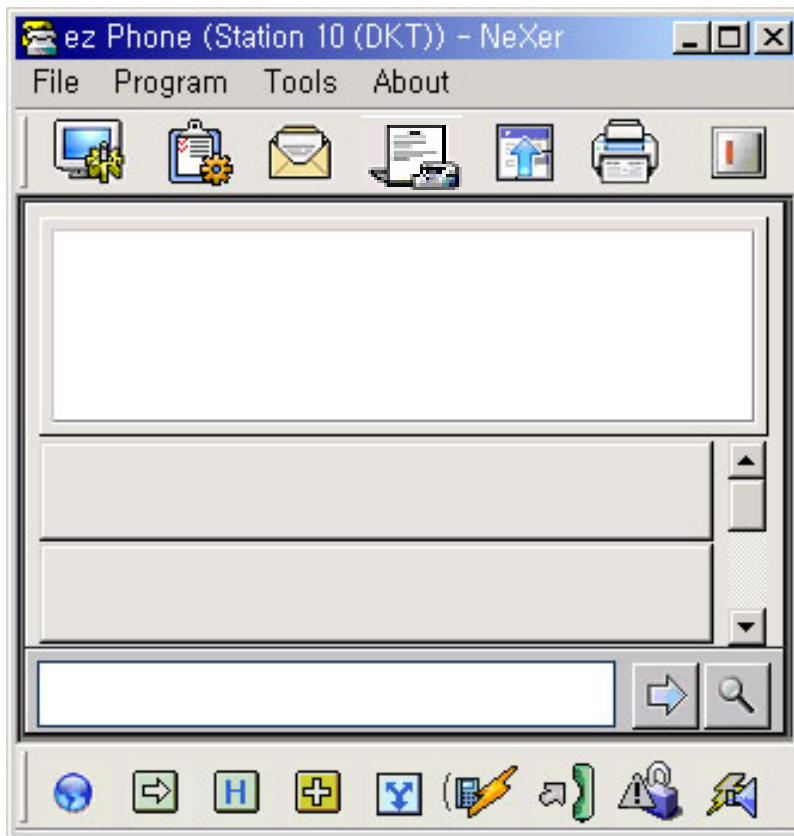 ez Phone (Station 10 (DKT)) - NeXer
File Program Tools About
H